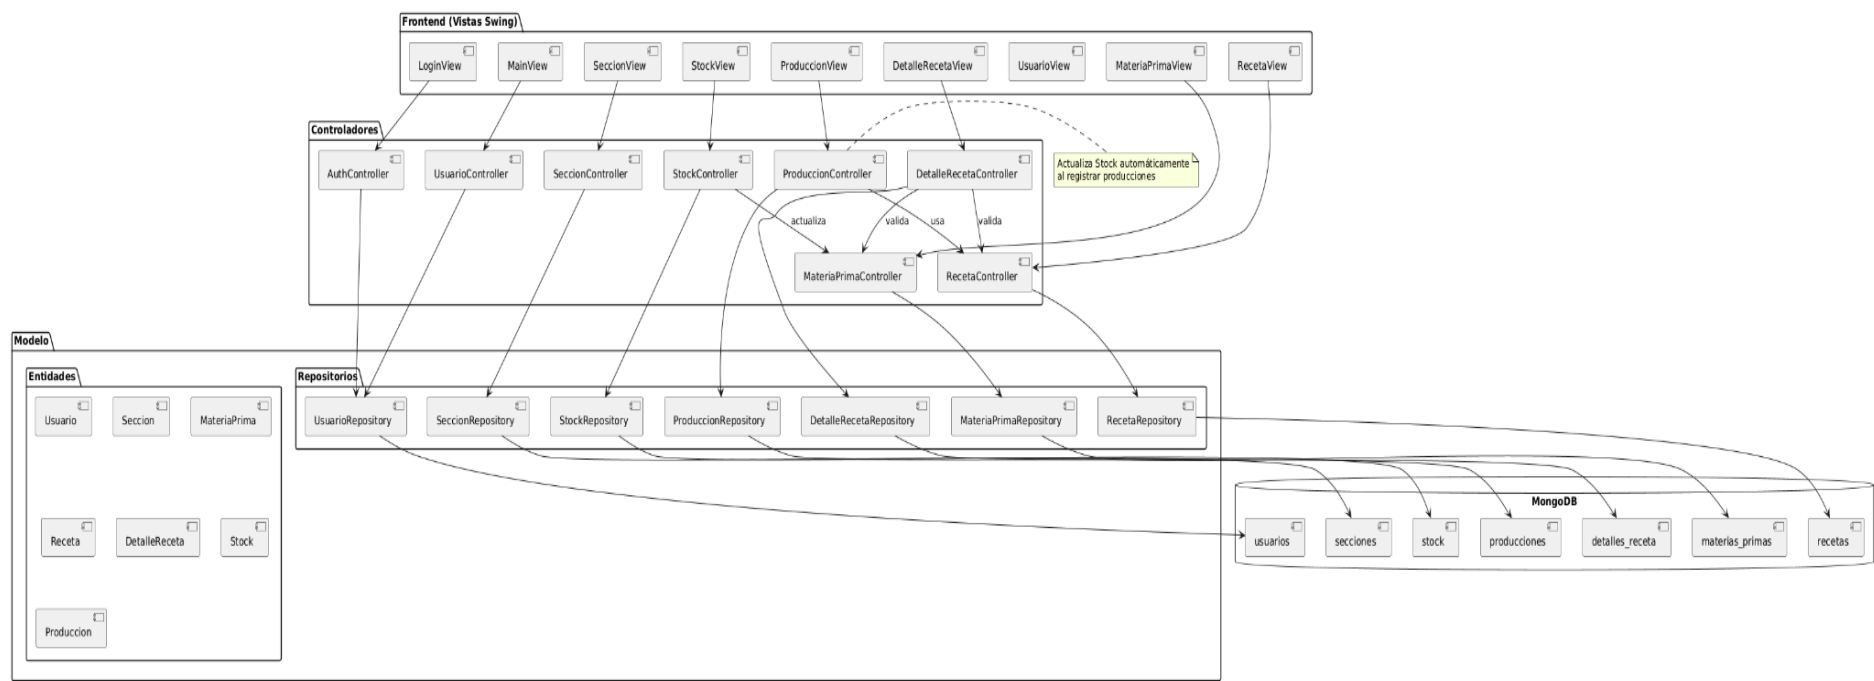 Frontend (Vistas Swing)
LoginView
MainView
SeccionView
StockView
ProduccionView
DetalleRecetaView
UsuarioView
MateriaPrimaView
RecetaView
Controladores
AuthController
UsuarioController
SeccionController
StockController
ProduccionController
DetalleRecetaController
Actualiza Stock automáticamente
al registrar producciones
actualiza
valida
usa
valida
MateriaPrimaController
RecetaController
Modelo
Entidades
Usuario
Seccion
MateriaPrima
Receta
DetalleReceta
Stock
Produccion
Repositorios
UsuarioRepository
SeccionRepository
StockRepository
ProduccionRepository
DetalleRecetaRepository
MateriaPrimaRepository
RecetaRepository
MongoDB
usuarios
secciones
stock
producciones
detalles_receta
materias_primas
recetas